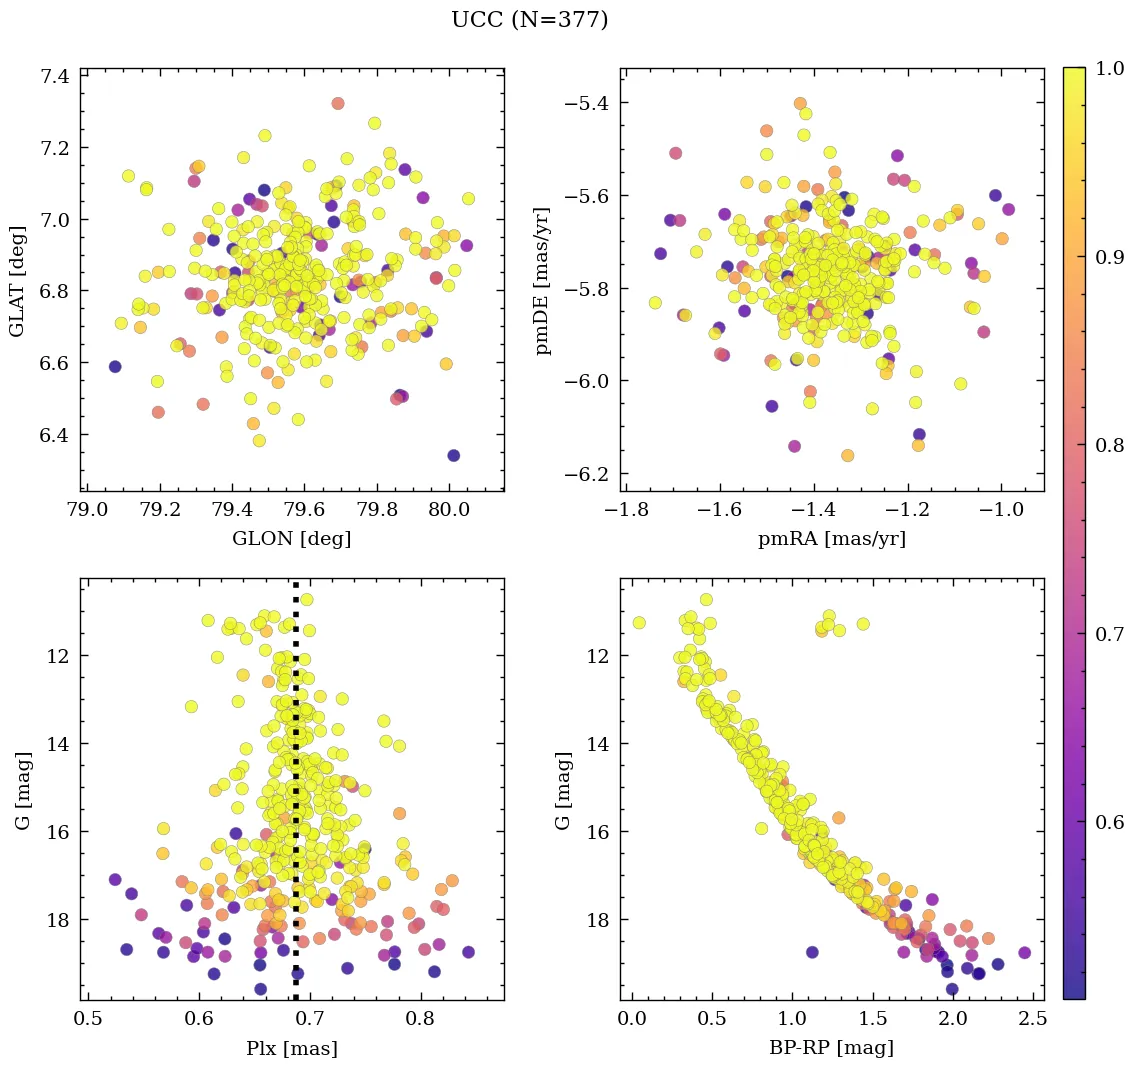 UCC (N=377)
7.4
7.2
7.0
6.8
6.6
6.4
GLAT [deg]
79.0 79.2 79.4 79.6 79.8 80.0
GLON [deg]
−5.4
−5.6
−5.8
−6.0
−6.2
pmDE [mas/yr]
−1.8 −1.6 −1.4 −1.2 −1.0
pmRA [mas/yr]
1.0
0.9
0.8
0.7
0.6
12
14
16
18
G [mag]
0.5 0.6 0.7 0.8
Plx [mas]
12
14
16
18
G [mag]
0.0 0.5 1.0 1.5 2.0 2.5
BP-RP [mag]